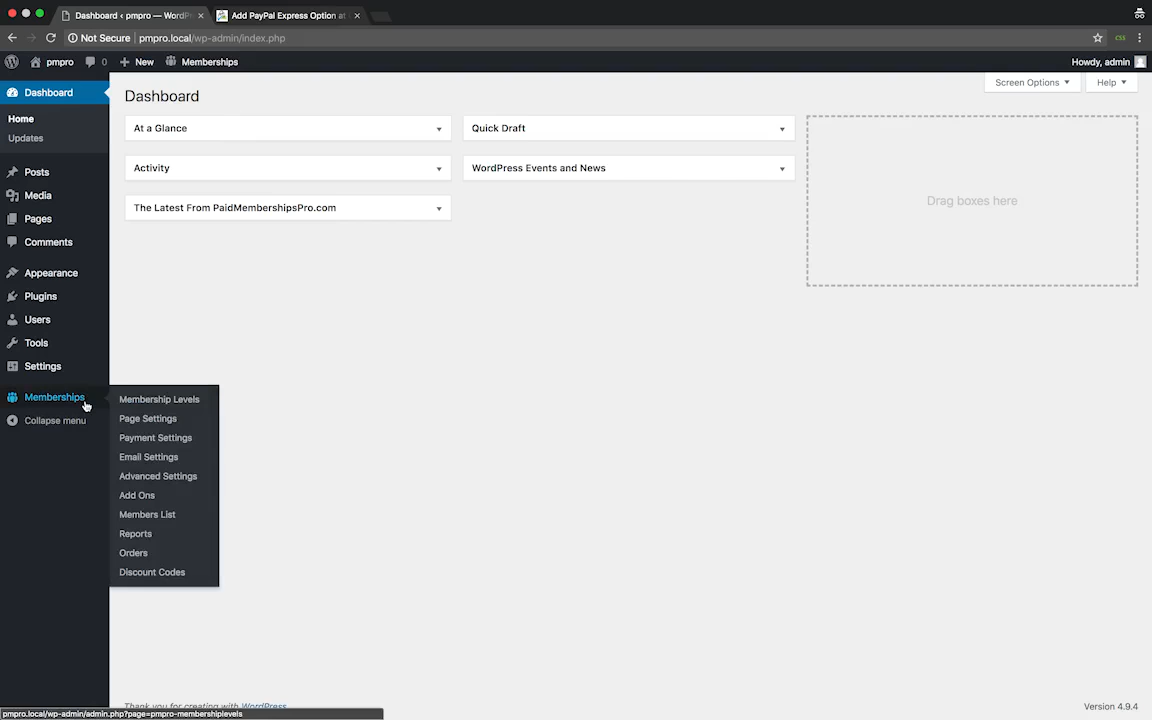 Dashboard ‹ pmpro — WordPr
Add PayPal Express Option at
Not Secure pmpro.local/wp-admin/index.php
css
pmpro 0 New Memberships Howdy, admin
Screen Options Help
Dashboard
Home
Updates
Posts
Media
Pages
Comments
Appearance
Plugins
Users
Tools
Settings
Memberships
Collapse menu
Membership Levels
Page Settings
Payment Settings
Email Settings
Advanced Settings
Add Ons
Members List
Reports
Orders
Discount Codes
Dashboard
At a Glance
Activity
The Latest From PaidMembershipsPro.com
Quick Draft
WordPress Events and News
Drag boxes here
Thank you for creating with WordPress
Version 4.9.4
pmpro.local/wp-admin/admin.php?page=pmpro-membershiplevels